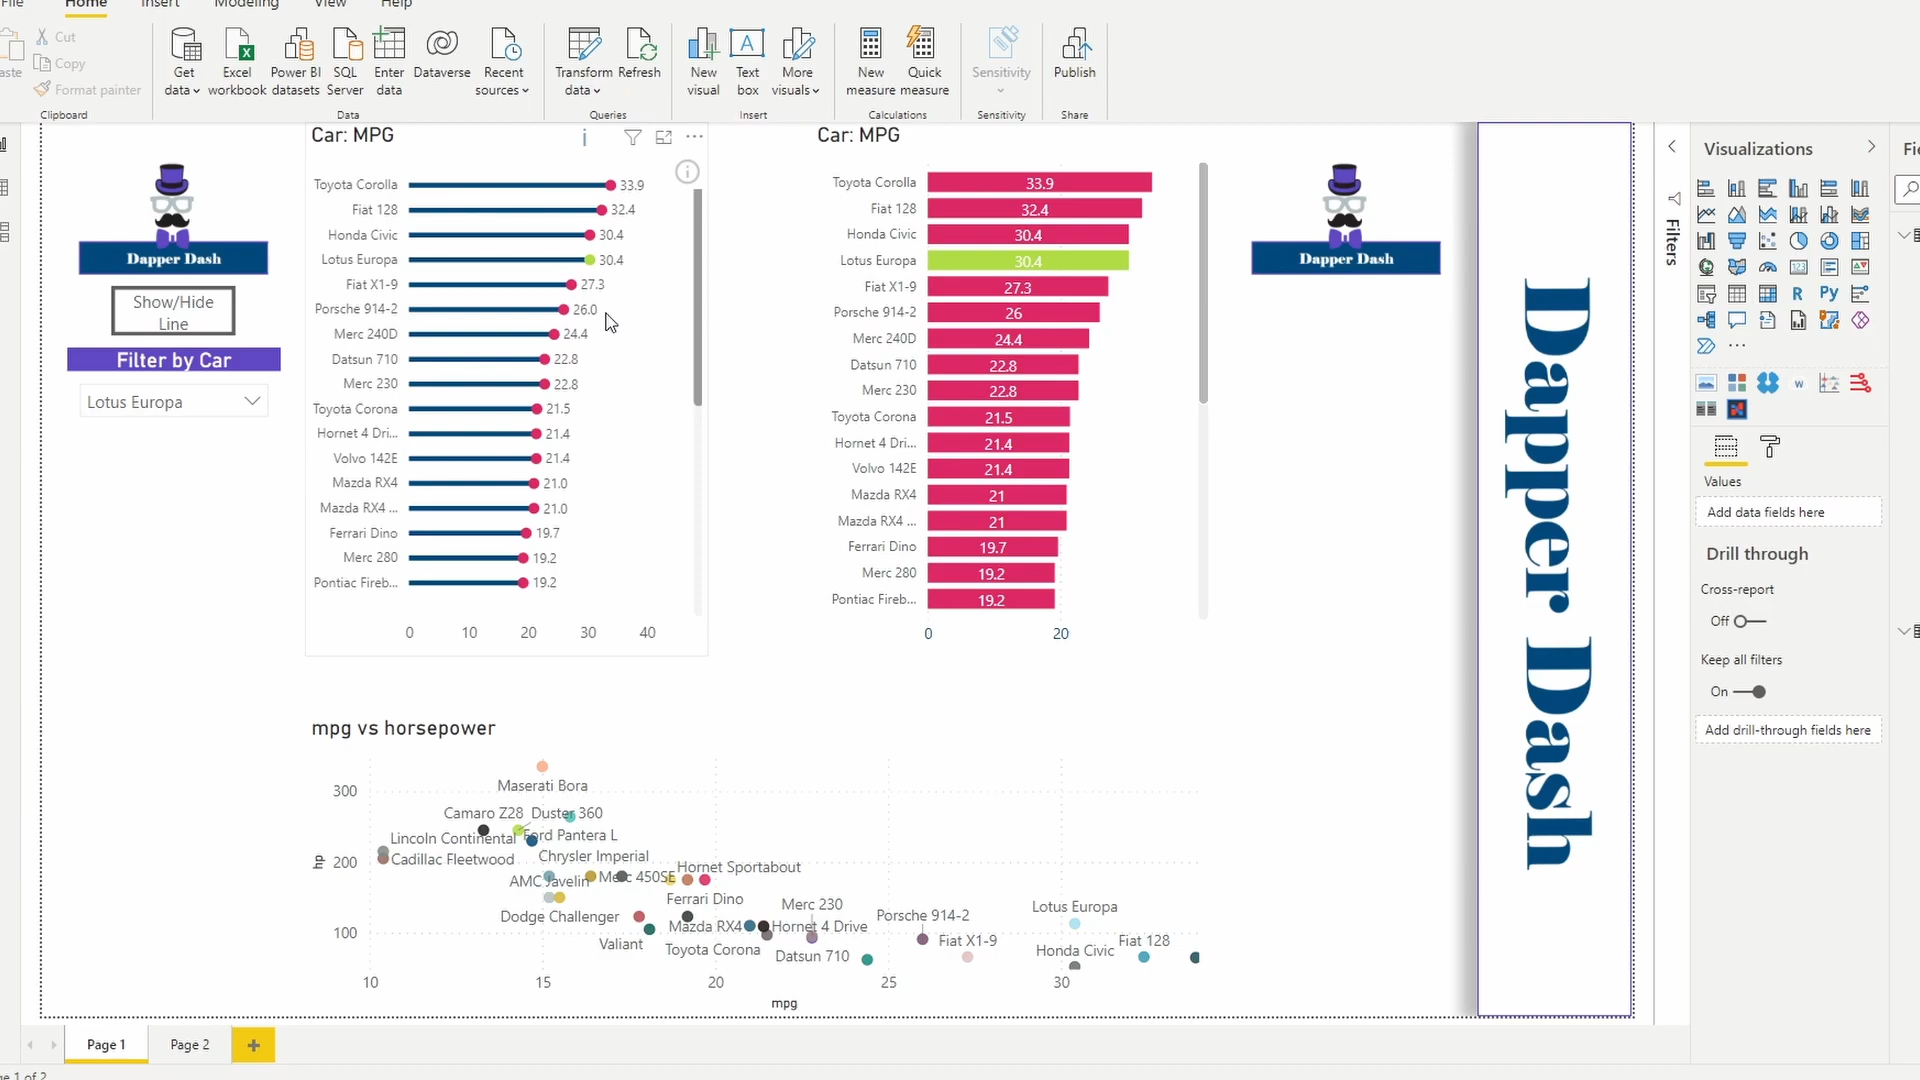 File
Home
Insert
Modeling
View
Help
Paste
Cut
Copy
Format painter
Clipboard
Get data
Excel workbook
Power BI datasets
SQL Server
Enter data
Dataverse
Recent sources
Data
Transform data
Refresh
Queries
New visual
Text box
More visuals
Insert
New measure
Quick measure
Calculations
Sensitivity
Sensitivity
Publish
Share
Dapper Dash
Show/Hide
Line
Filter by Car
Lotus Europa
Car: MPG
Toyota Corolla 33.9
Fiat 128 32.4
Honda Civic 30.4
Lotus Europa 30.4
Fiat X1-9 27.3
Porsche 914-2 26.0
Merc 240D 24.4
Datsun 710 22.8
Merc 230 22.8
Toyota Corona 21.5
Hornet 4 Dri... 21.4
Volvo 142E 21.4
Mazda RX4 21.0
Mazda RX4 ... 21.0
Ferrari Dino 19.7
Merc 280 19.2
Pontiac Fireb... 19.2
0 10 20 30 40
Car: MPG
Toyota Corolla 33.9
Fiat 128 32.4
Honda Civic 30.4
Lotus Europa 30.4
Fiat X1-9 27.3
Porsche 914-2 26
Merc 240D 24.4
Datsun 710 22.8
Merc 230 22.8
Toyota Corona 21.5
Hornet 4 Dri... 21.4
Volvo 142E 21.4
Mazda RX4 21
Mazda RX4 ... 21
Ferrari Dino 19.7
Merc 280 19.2
Pontiac Fireb... 19.2
0 20
Dapper Dash
Dapper Dash
mpg vs horsepower
hp
300
200
100
Maserati Bora
Camaro Z28 Duster 360
Lincoln Continental Ford Pantera L
Cadillac Fleetwood Chrysler Imperial
AMC Javelin Merc 450SE Hornet Sportabout
Dodge Challenger Ferrari Dino Merc 230
Valiant Mazda RX4 Hornet 4 Drive
Toyota Corona Datsun 710
Porsche 914-2
Fiat X1-9
Lotus Europa
Honda Civic Fiat 128
10 15 20 25 30
mpg
Filters
Visualizations
R Py
123
W
Values
Add data fields here
Drill through
Cross-report
Off
Keep all filters
On
Add drill-through fields here
Page 1
Page 2